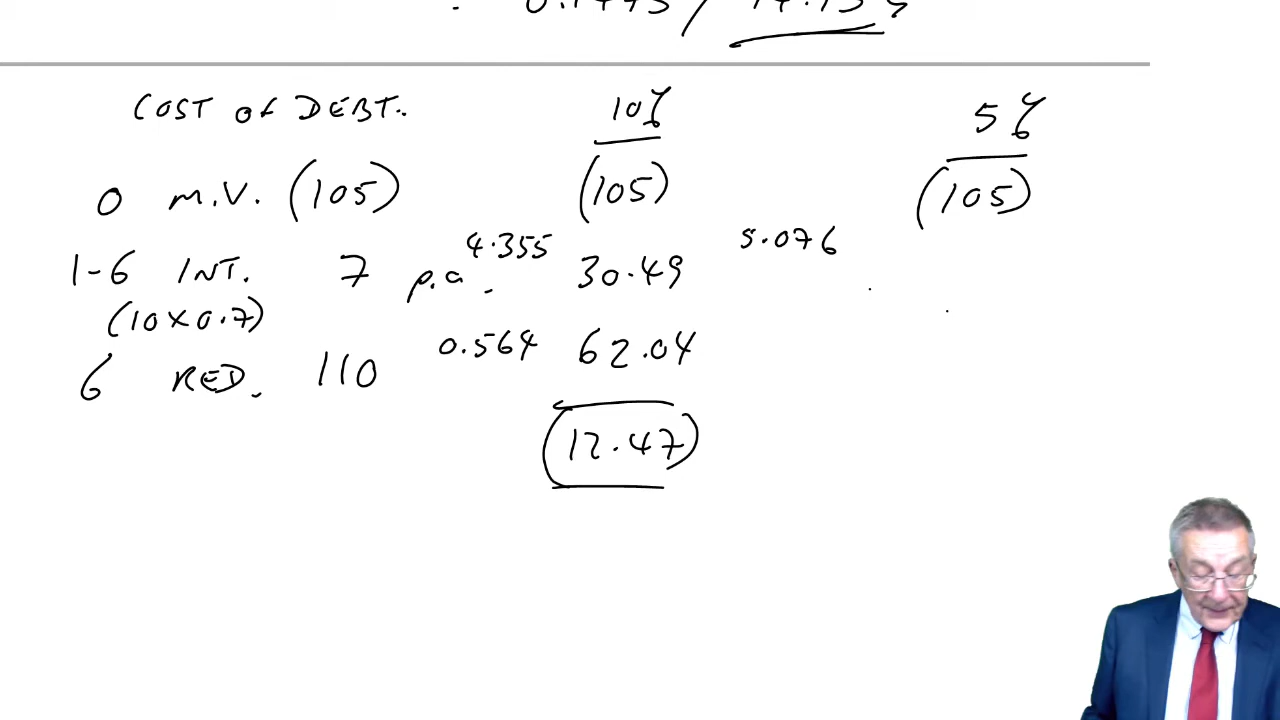 COST of DEBT. 10% 5%
0 M.V. (105) (105) (105)
1-6 INT. 7 p.a. 4.355 30.49 5.076
(10 x 0.7)
6 RED. 110 0.564 62.04
(12.47)